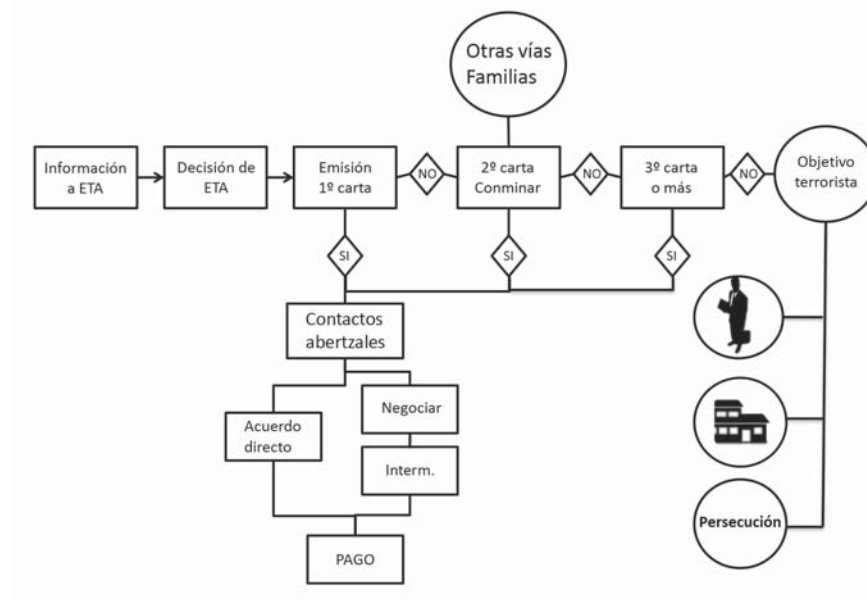 Otras vías
Familias
Información
a ETA
Decisión de
ETA
Emisión
1º carta
NO
2º carta
Conminar
NO
3º carta
o más
NO
Objetivo
terrorista
SI
SI
SI
Contactos
abertzales
Acuerdo
directo
Negociar
Interm.
PAGO
Persecución